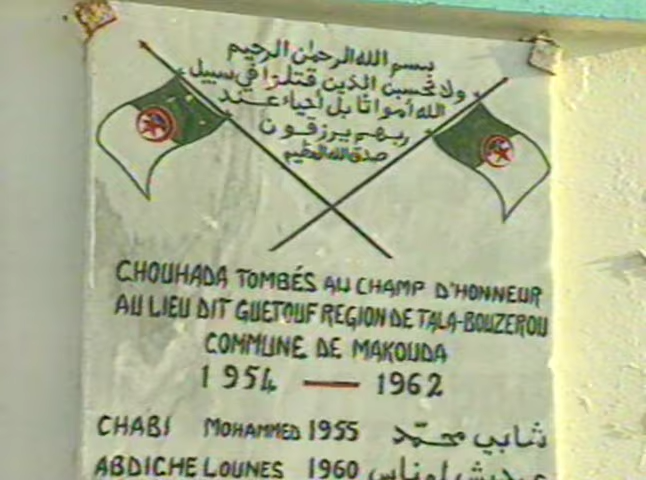 بسم الله الرحمن الرحيم
ولا تحسبن الذين قتلوا في سبيل
الله أمواتا بل أحياء عند
ربهم يرزقون
صدق الله العظيم
CHOUHADA TOMBÉS AU CHAMP D'HONNEUR
AU LIEU DIT GUETOUF REGION DE TALA-BOUZEROU
COMMUNE DE MAKOUDA
1954 — 1962
CHABI MOHAMMED 1955 شابي محمّد
ABDICHE LOUNES 1960 عبديش لوناس